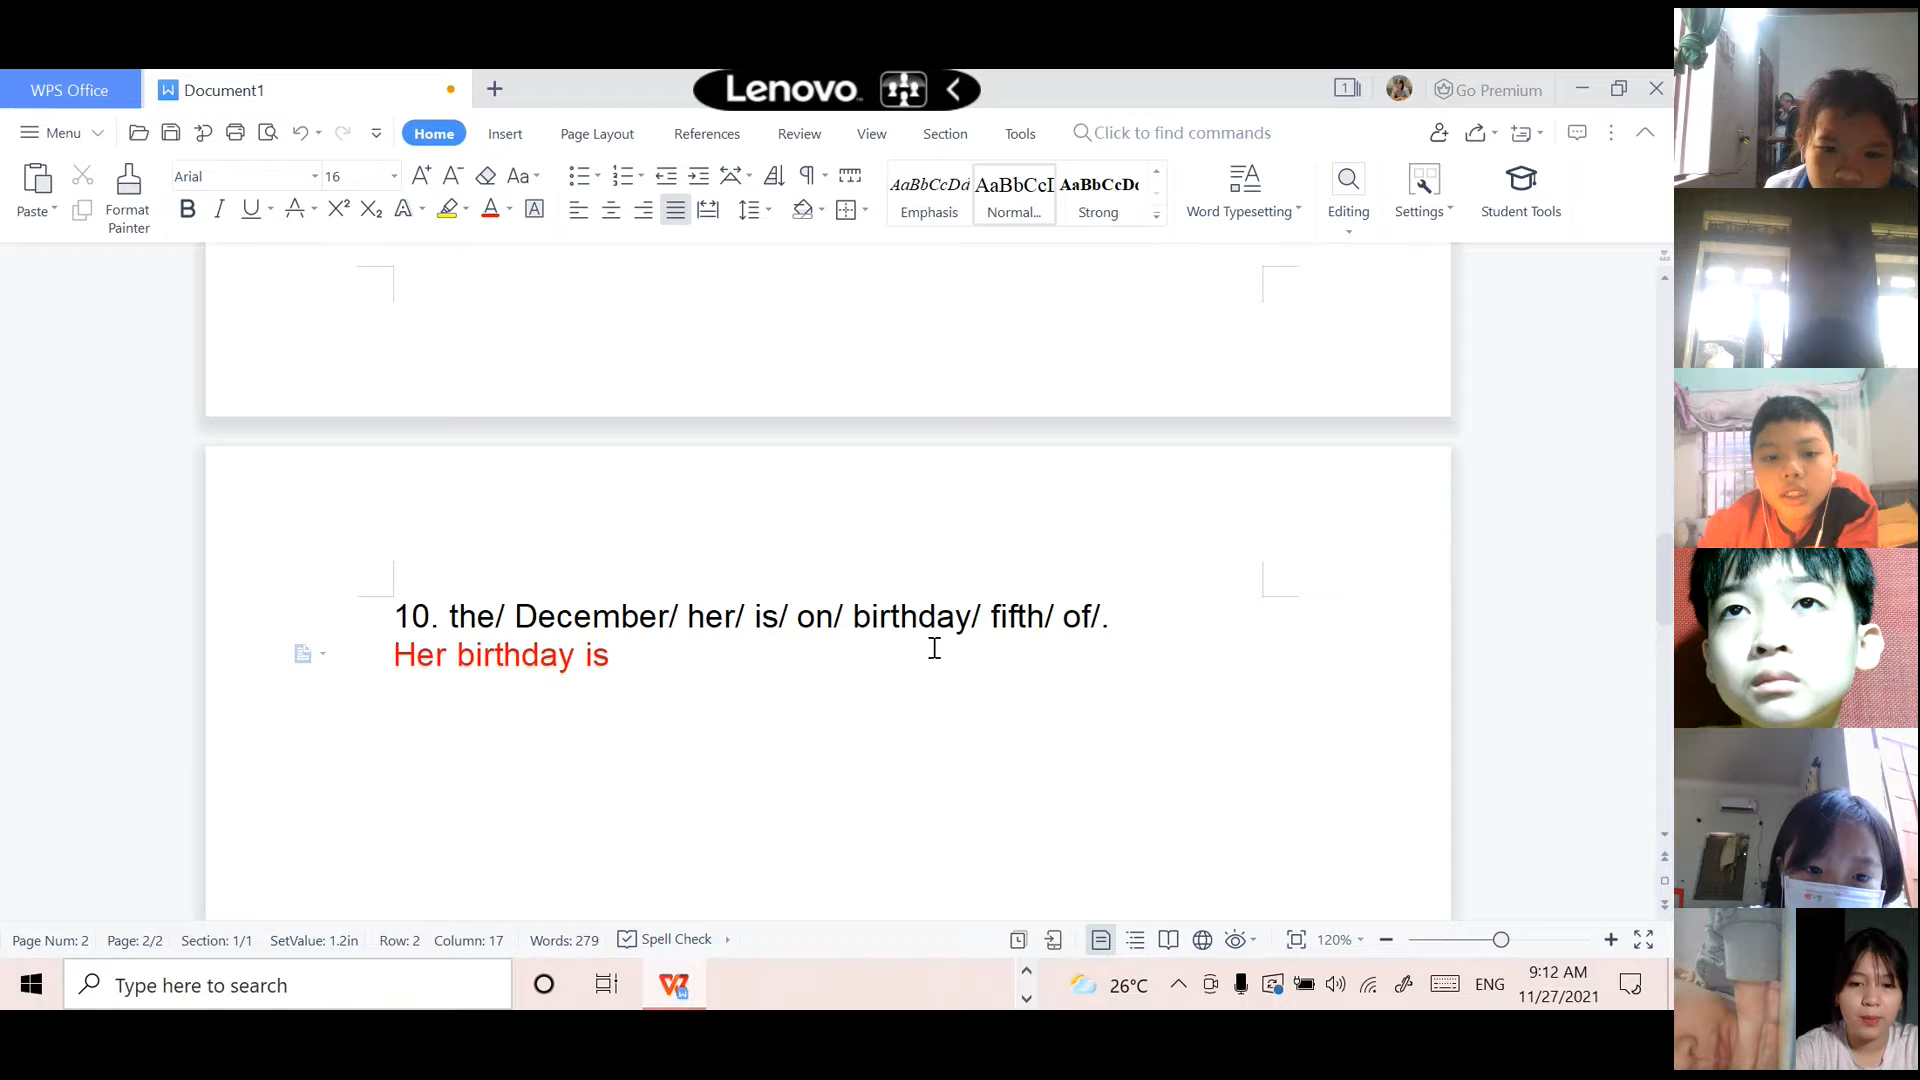 Lenovo
WPS Office
Document1
1
Go Premium
Menu
Home
Insert
Page Layout
References
Review
View
Section
Tools
Click to find commands
Paste
Format
Painter
Arial
16
AaBbCcDd
Emphasis
AaBbCcI
Normal...
AaBbCcDc
Strong
Word Typesetting
Editing
Settings
Student Tools
10. the/ December/ her/ is/ on/ birthday/ fifth/ of/.
Her birthday is
Page Num: 2
Page: 2/2
Section: 1/1
SetValue: 1.2in
Row: 2
Column: 17
Words: 279
Spell Check
120%
Type here to search
26°C
ENG
9:12 AM
11/27/2021